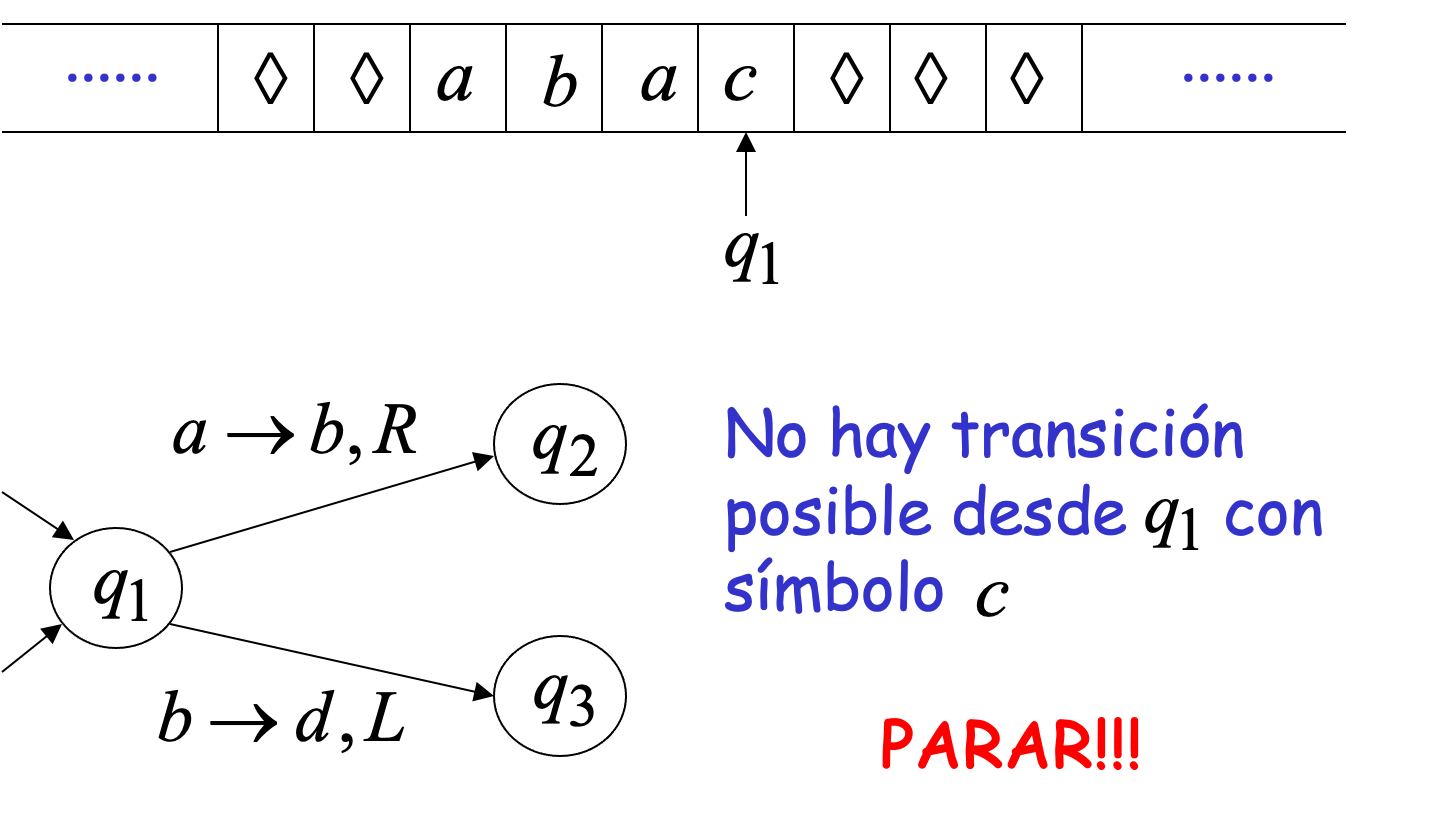 ...... ◊ ◊ a b a c ◊ ◊ ◊ ......
q₁
a → b, R
q₂
q₁
b → d, L
q₃
No hay transición
posible desde q₁ con
símbolo c
PARAR!!!